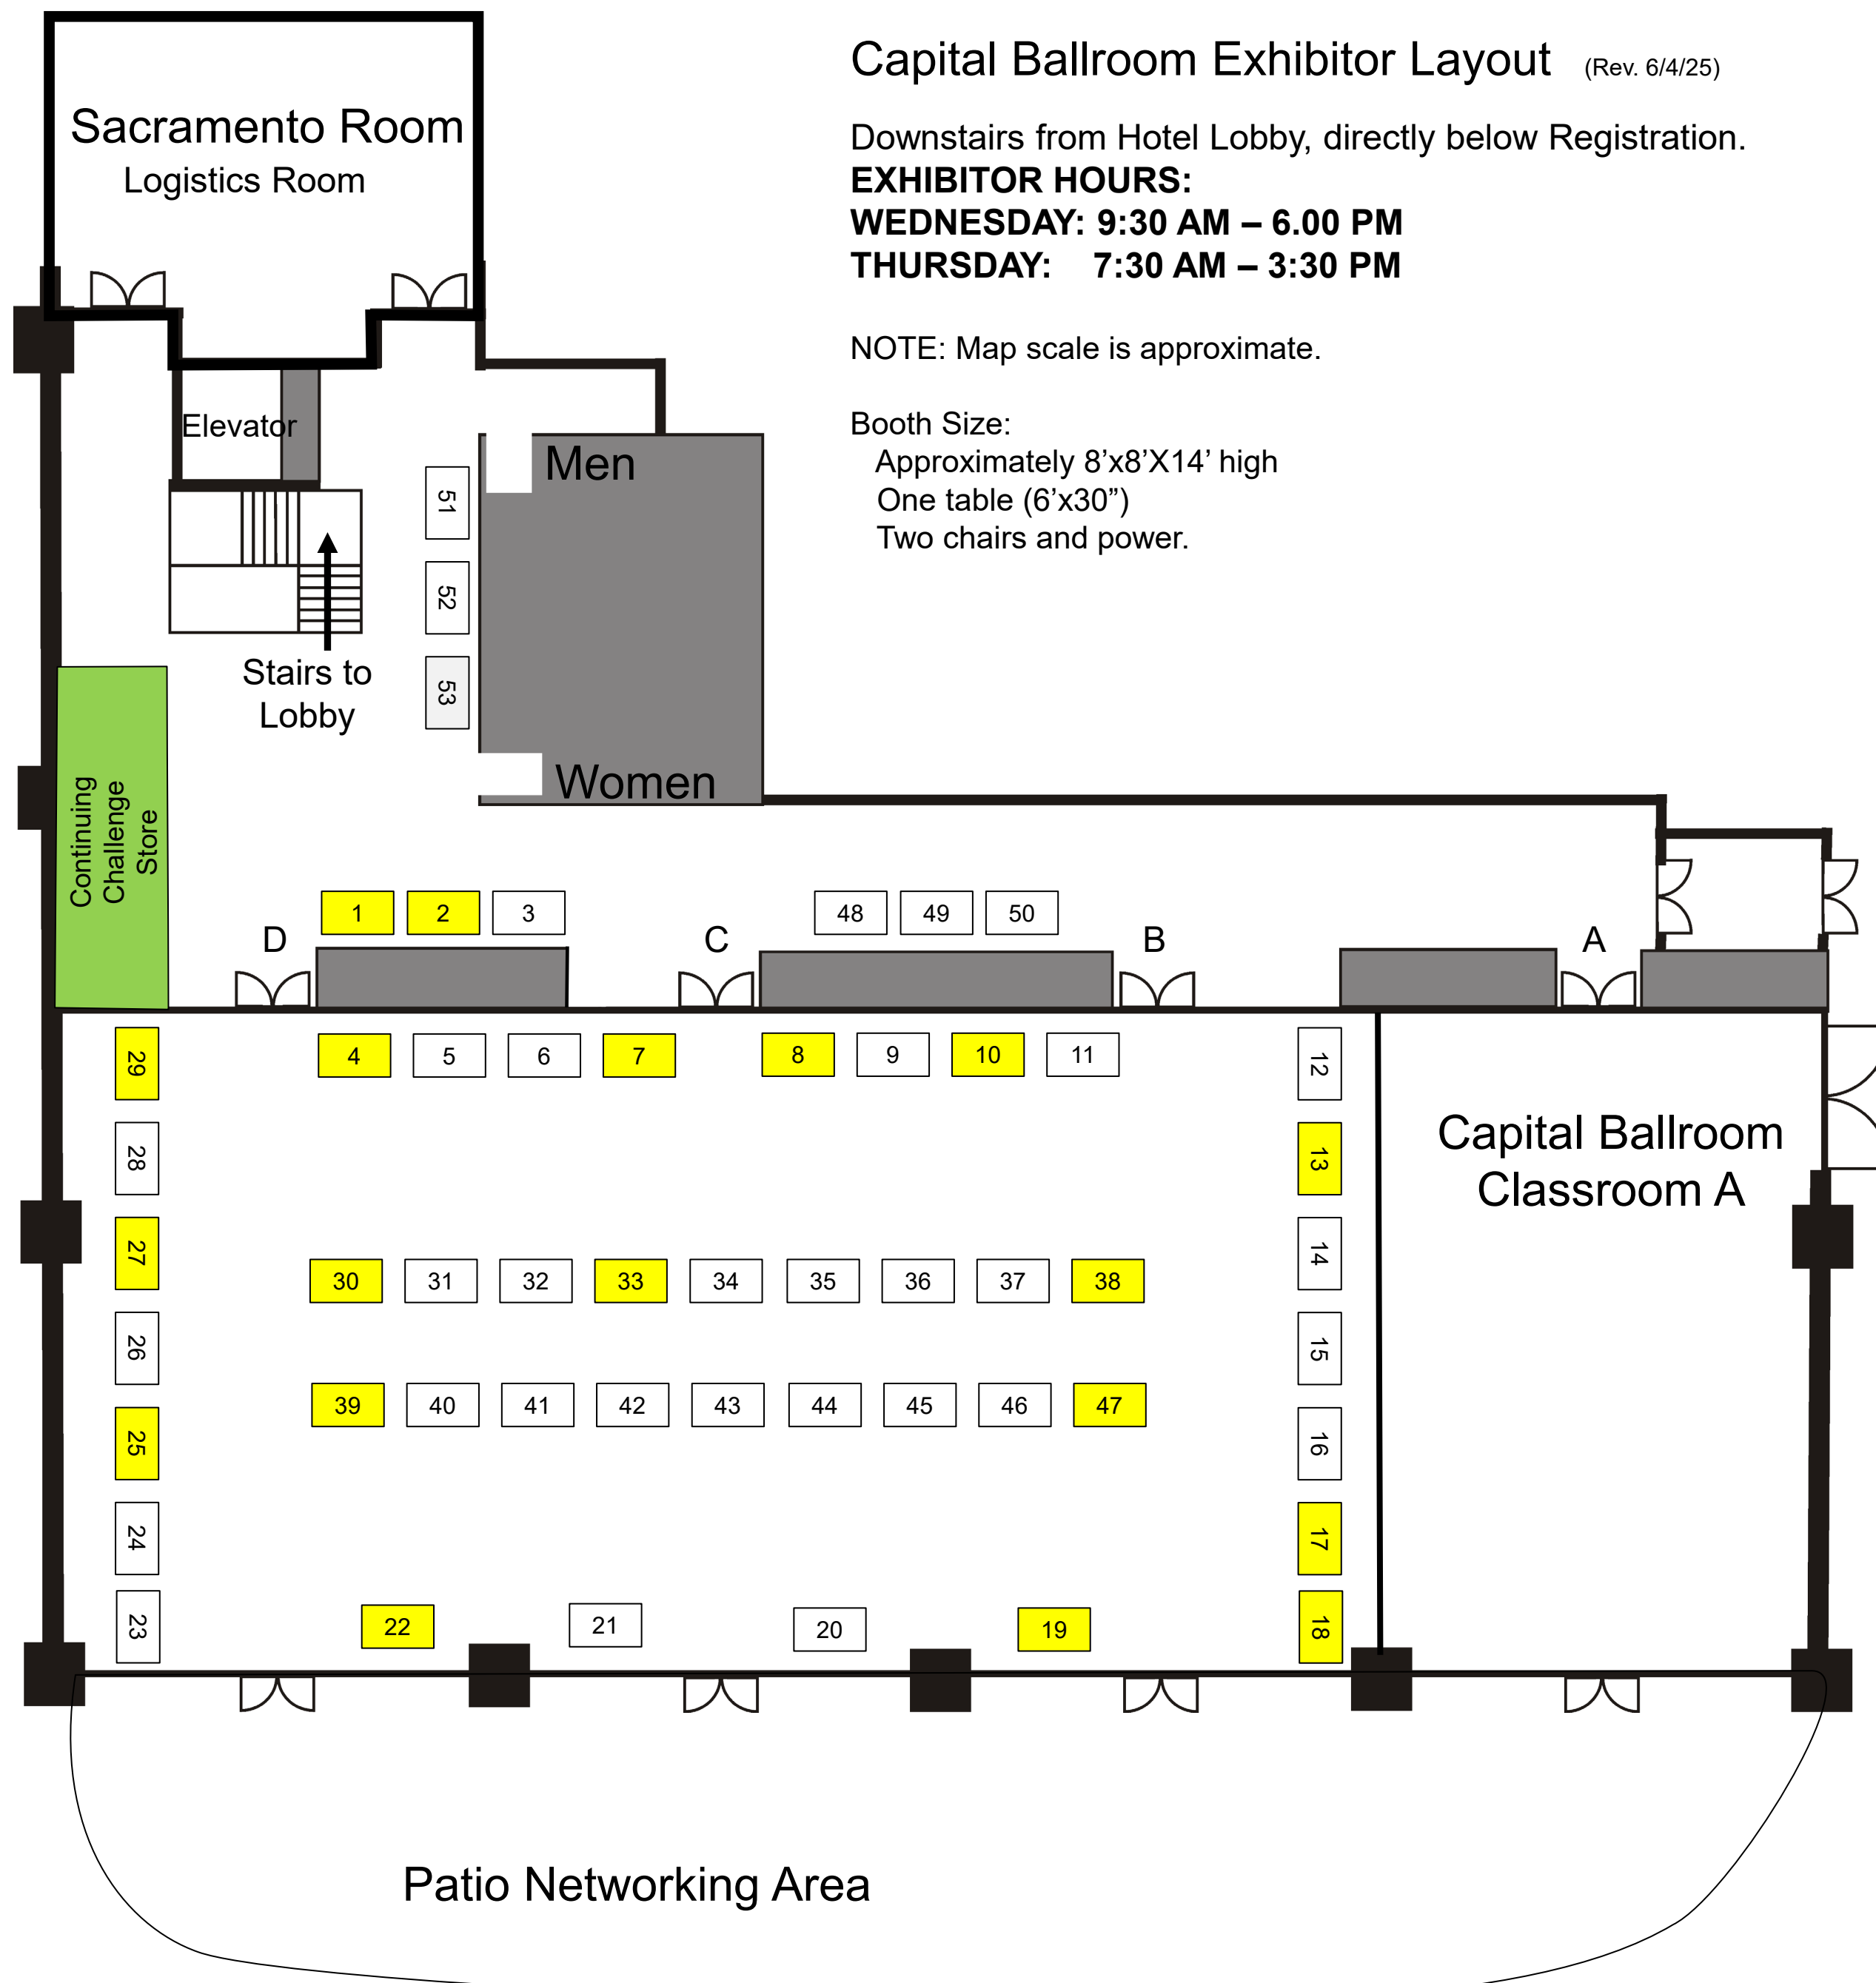 Capital Ballroom Exhibitor Layout (Rev. 6/4/25)
Downstairs from Hotel Lobby, directly below Registration.
EXHIBITOR HOURS:
WEDNESDAY: 9:30 AM – 6.00 PM
THURSDAY: 7:30 AM – 3:30 PM
NOTE: Map scale is approximate.
Booth Size:
Approximately 8’x8’X14’ high
One table (6’x30”)
Two chairs and power.
Sacramento Room
Logistics Room
Elevator
Men
51
52
53
Stairs to
Lobby
Women
Continuing
Challenge
Store
1 2 3 48 49 50
D C B A
29
28
27
26
25
24
23
4 5 6 7 8 9 10 11
12
13
14
15
16
17
18
Capital Ballroom
Classroom A
30 31 32 33 34 35 36 37 38
39 40 41 42 43 44 45 46 47
22 21 20 19
Patio Networking Area